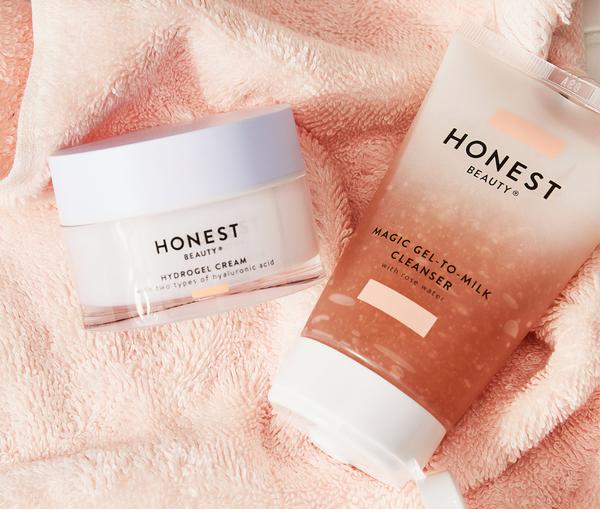 HONEST
BEAUTY®
HYDROGEL CREAM
two types of hyaluronic acid
HONEST
BEAUTY®
MAGIC GEL-TO-MILK
CLEANSER
with rose water